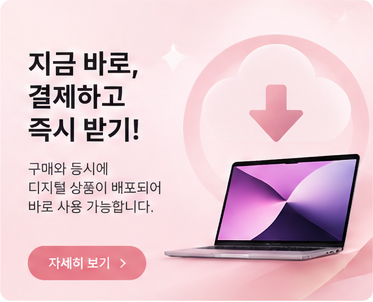 지금 바로,
결제하고
즉시 받기!
구매와 등시에
디지털 상품이 배포되어
바로 사용 가능합니다.
자세히 보기 >